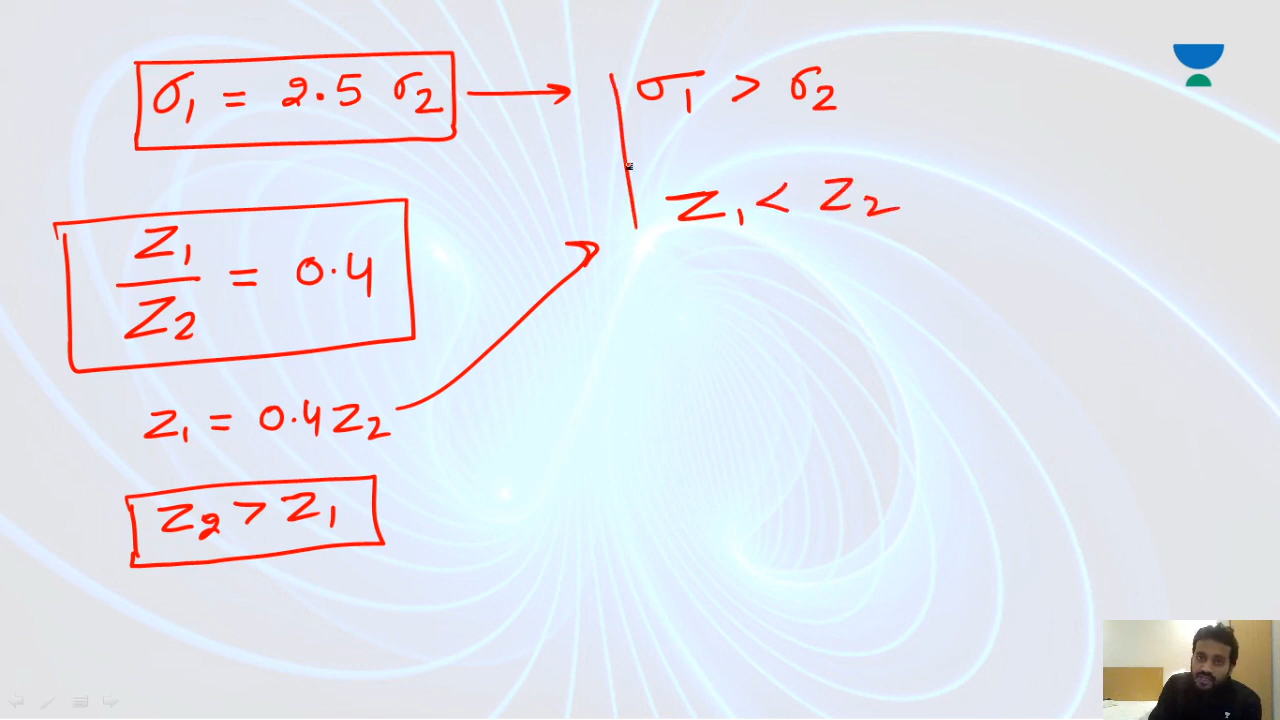 σ₁ = 2.5 σ₂
σ₁ > σ₂
Z₁ < Z₂
Z₁/Z₂ = 0.4
Z₁ = 0.4Z₂
Z₂ > Z₁